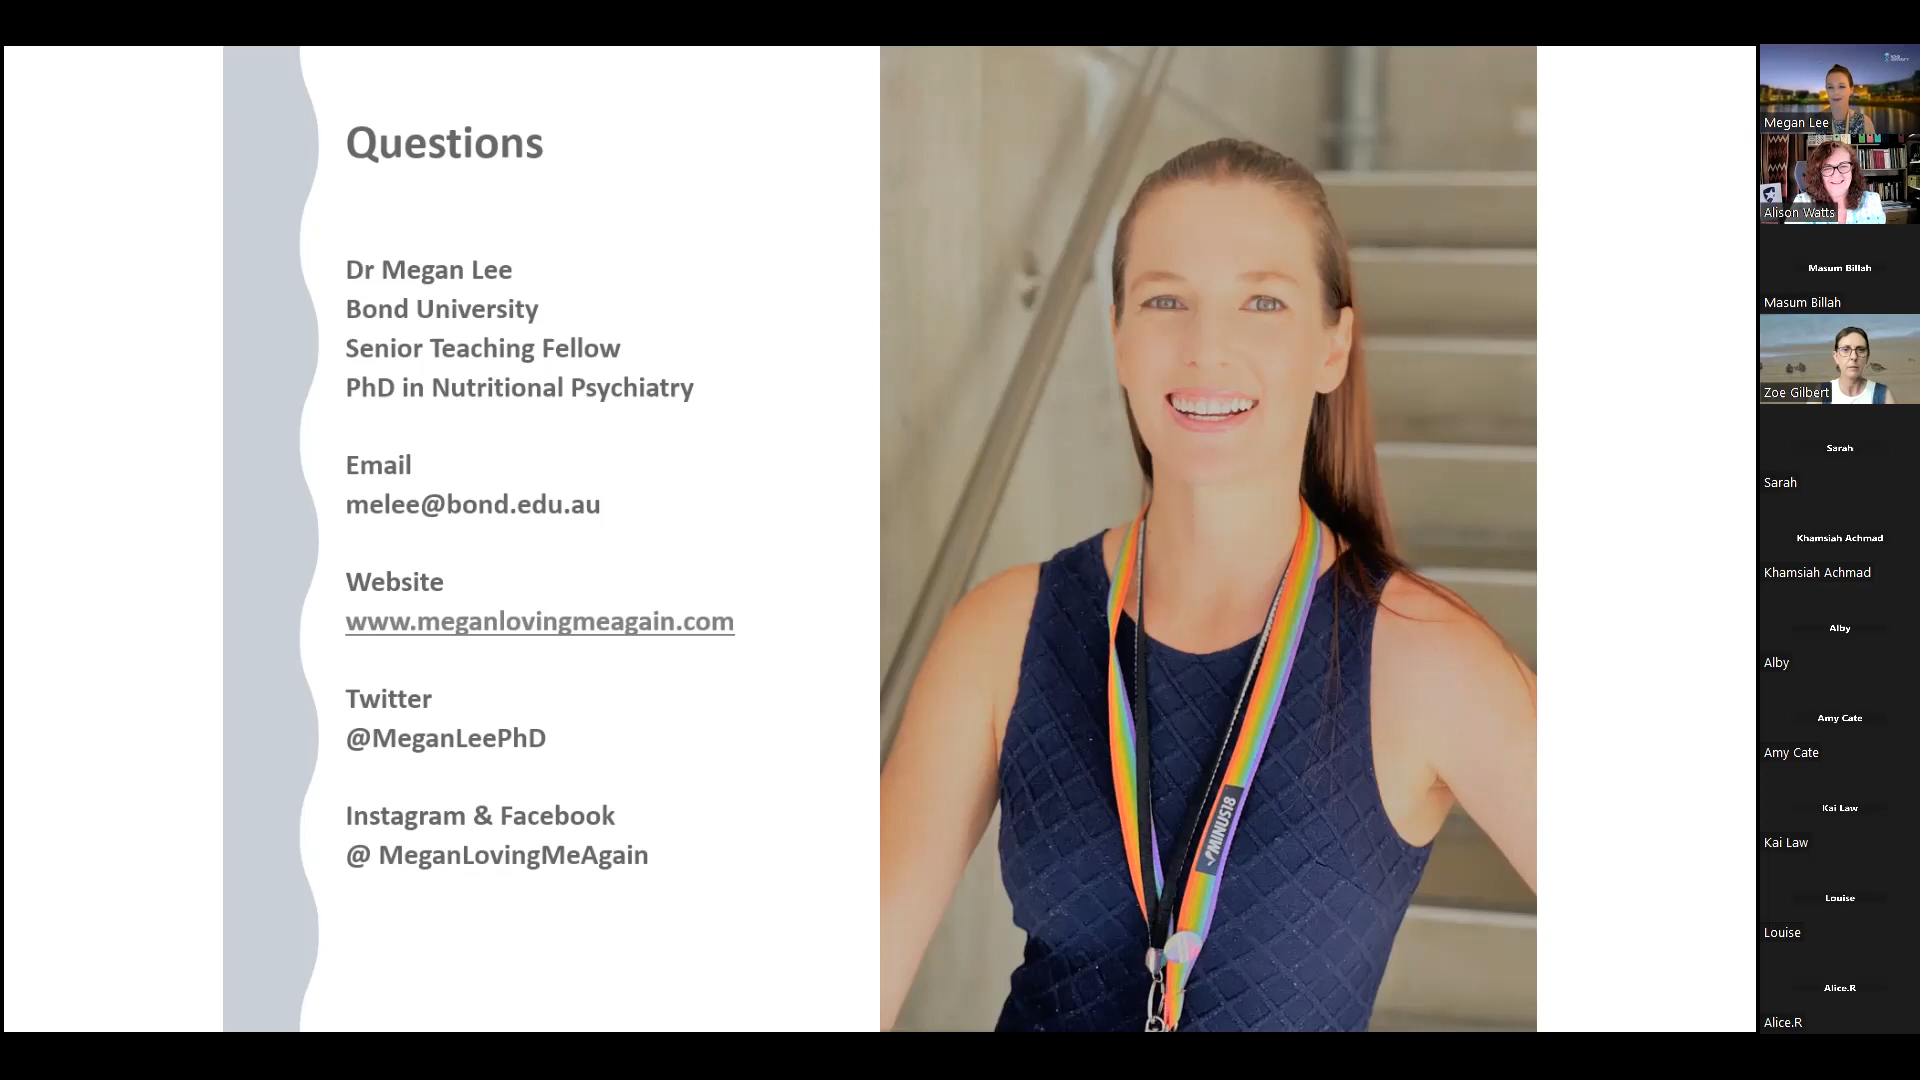 Questions
Dr Megan Lee
Bond University
Senior Teaching Fellow
PhD in Nutritional Psychiatry
Email
melee@bond.edu.au
Website
www.meganlovingmeagain.com
Twitter
@MeganLeePhD
Instagram & Facebook
@ MeganLovingMeAgain
MINUS18
Megan Lee
Alison Watts
Masum Billah
Masum Billah
Zoe Gilbert
Sarah
Sarah
Khamsiah Achmad
Khamsiah Achmad
Alby
Alby
Amy Cate
Amy Cate
Kai Law
Kai Law
Louise
Louise
Alice.R
Alice.R